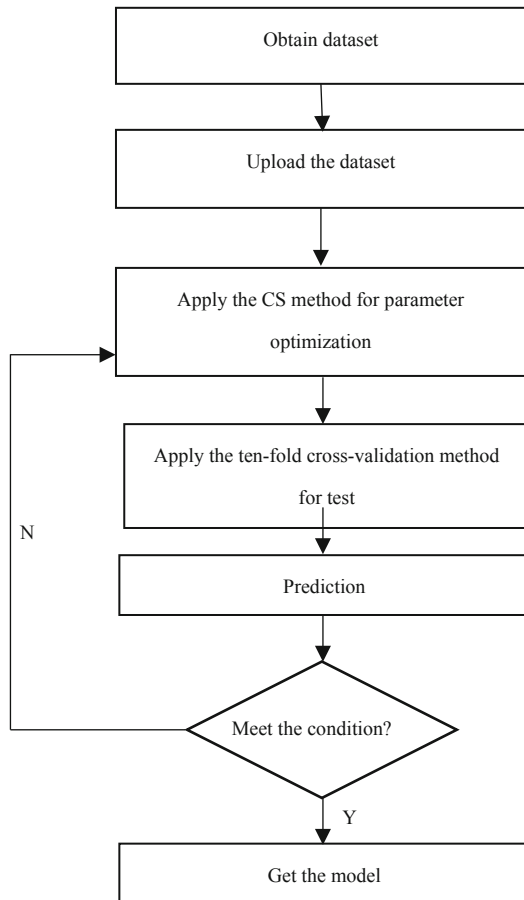 Obtain dataset
Upload the dataset
Apply the CS method for parameter
optimization
Apply the ten-fold cross-validation method
for test
N
Prediction
Meet the condition?
Y
Get the model